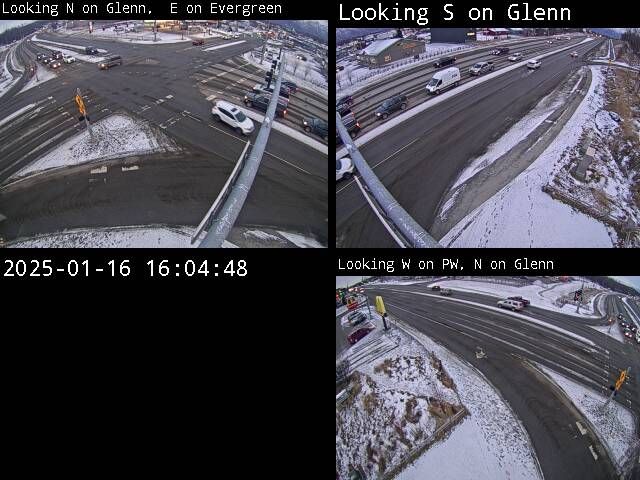 Looking N on Glenn,  E on Evergreen
Looking S on Glenn
2025-01-16 16:04:48
Looking W on PW, N on Glenn